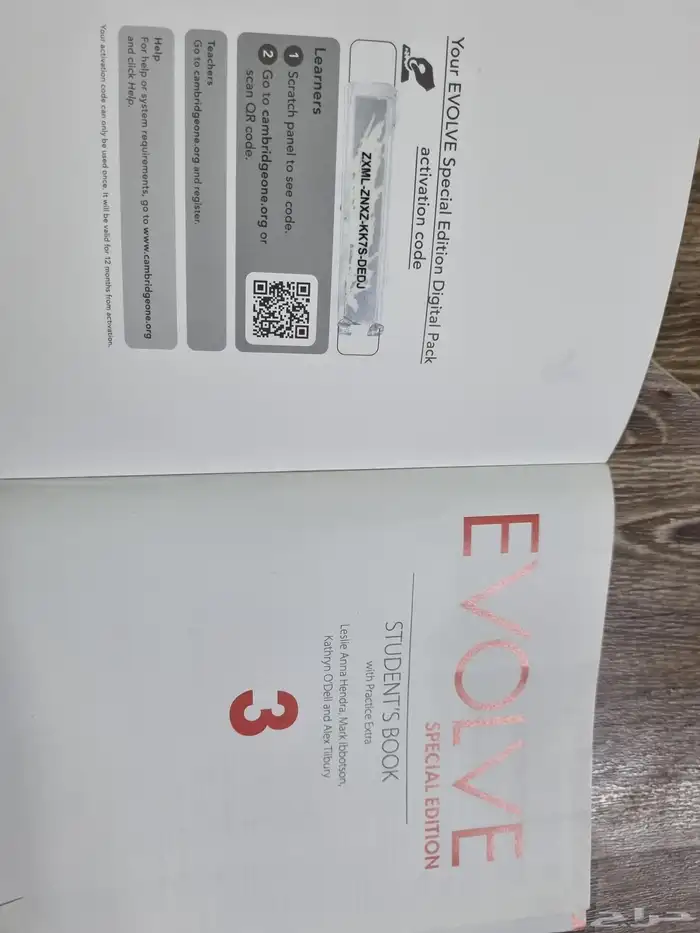 Your EVOLVE Special Edition Digital Pack
activation code
ZXML-ZNXZ-KK7S-DEDJ
Learners
1 Scratch panel to see code.
2 Go to cambridgeone.org or
scan QR code.
Teachers
Go to cambridgeone.org and register.
Help
For help or system requirements, go to www.cambridgeone.org
and click Help.
Your activation code can only be used once. It will be valid for 12 months from activation.
EVOLVE
SPECIAL EDITION
STUDENT'S BOOK
with Practice Extra
Leslie Anna Hendra, Mark Ibbotson,
Kathryn O'Dell and Alex Tilbury
3
حراج